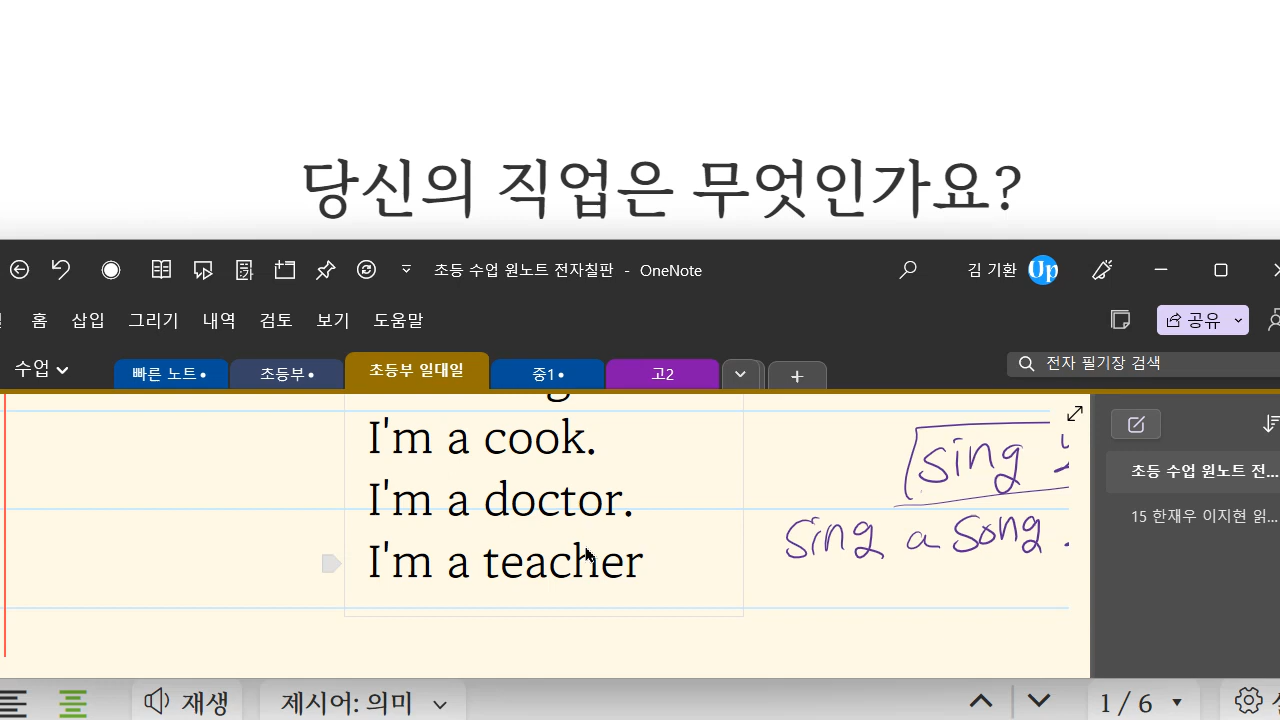 당신의 직업은 무엇인가요?
초등 수업 원노트 전자칠판 - OneNote
김 기환
Up
홈 삽입 그리기 내역 검토 보기 도움말
공유
수업
빠른 노트• 초등부• 초등부 일대일 중1• 고2 +
전자 필기장 검색
I'm a cook.
I'm a doctor.
I'm a teacher
sing
sing a song.
초등 수업 원노트 전...
15 한재우 이지현 읽...
재생 제시어: 의미 1 / 6